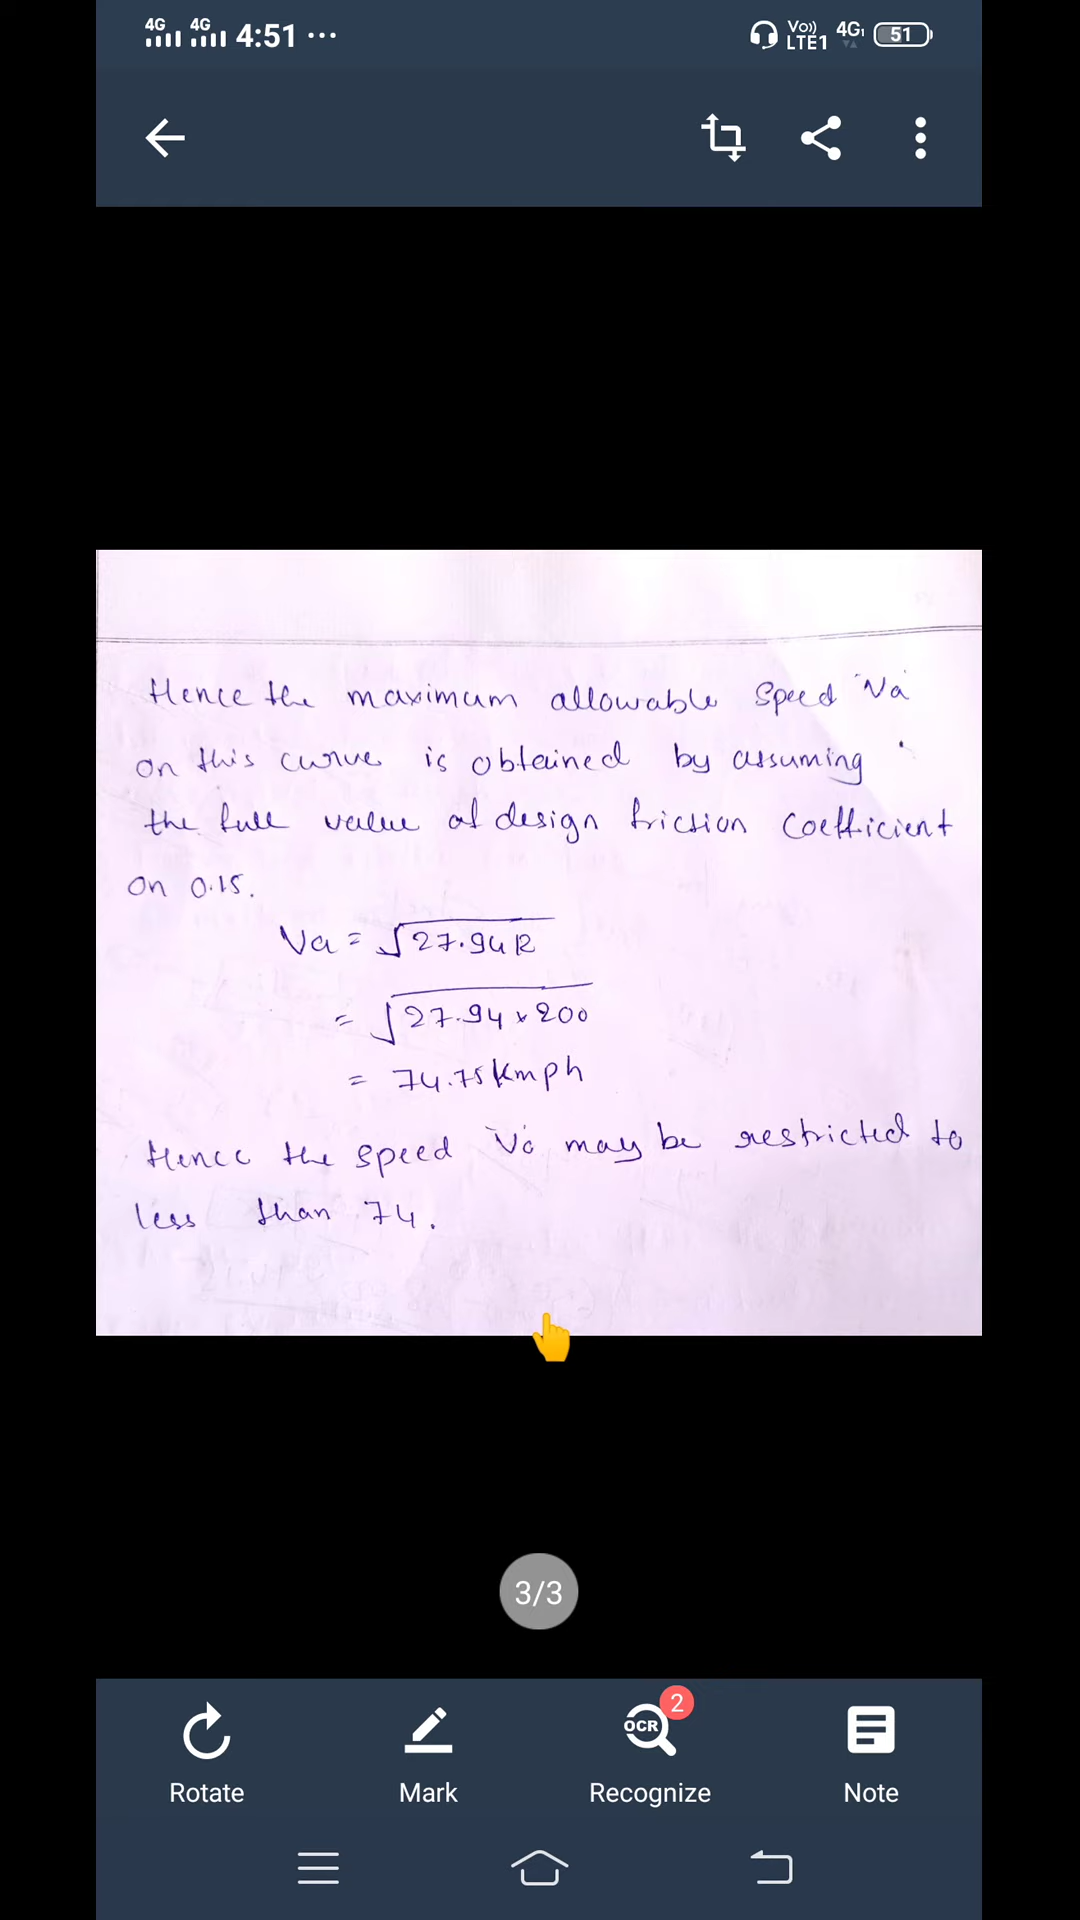 4G 4G 4:51 ... Vo)) LTE1 4G1 51
Hence the maximum allowable speed 'Va'
on this curve is obtained by assuming
the full value of design friction coefficient
on 0.15.
Va = √27.94R
= √27.94 x 200
= 74.75 Kmph
Hence the speed 'Va' may be restricted to
less than 74.
3/3
OCR 2
Rotate Mark Recognize Note